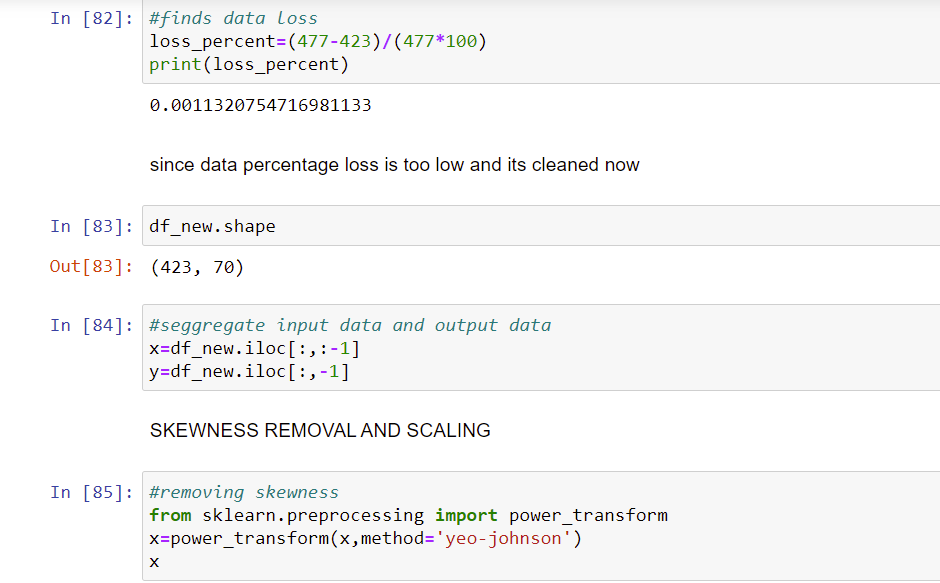 In [82]: #finds data loss
loss_percent=(477-423)/(477*100)
print(loss_percent)
0.0011320754716981133
since data percentage loss is too low and its cleaned now
In [83]: df_new.shape
Out[83]: (423, 70)
In [84]: #seggregate input data and output data
x=df_new.iloc[:,:-1]
y=df_new.iloc[:,-1]
SKEWNESS REMOVAL AND SCALING
In [85]: #removing skewness
from sklearn.preprocessing import power_transform
x=power_transform(x,method='yeo-johnson')
x